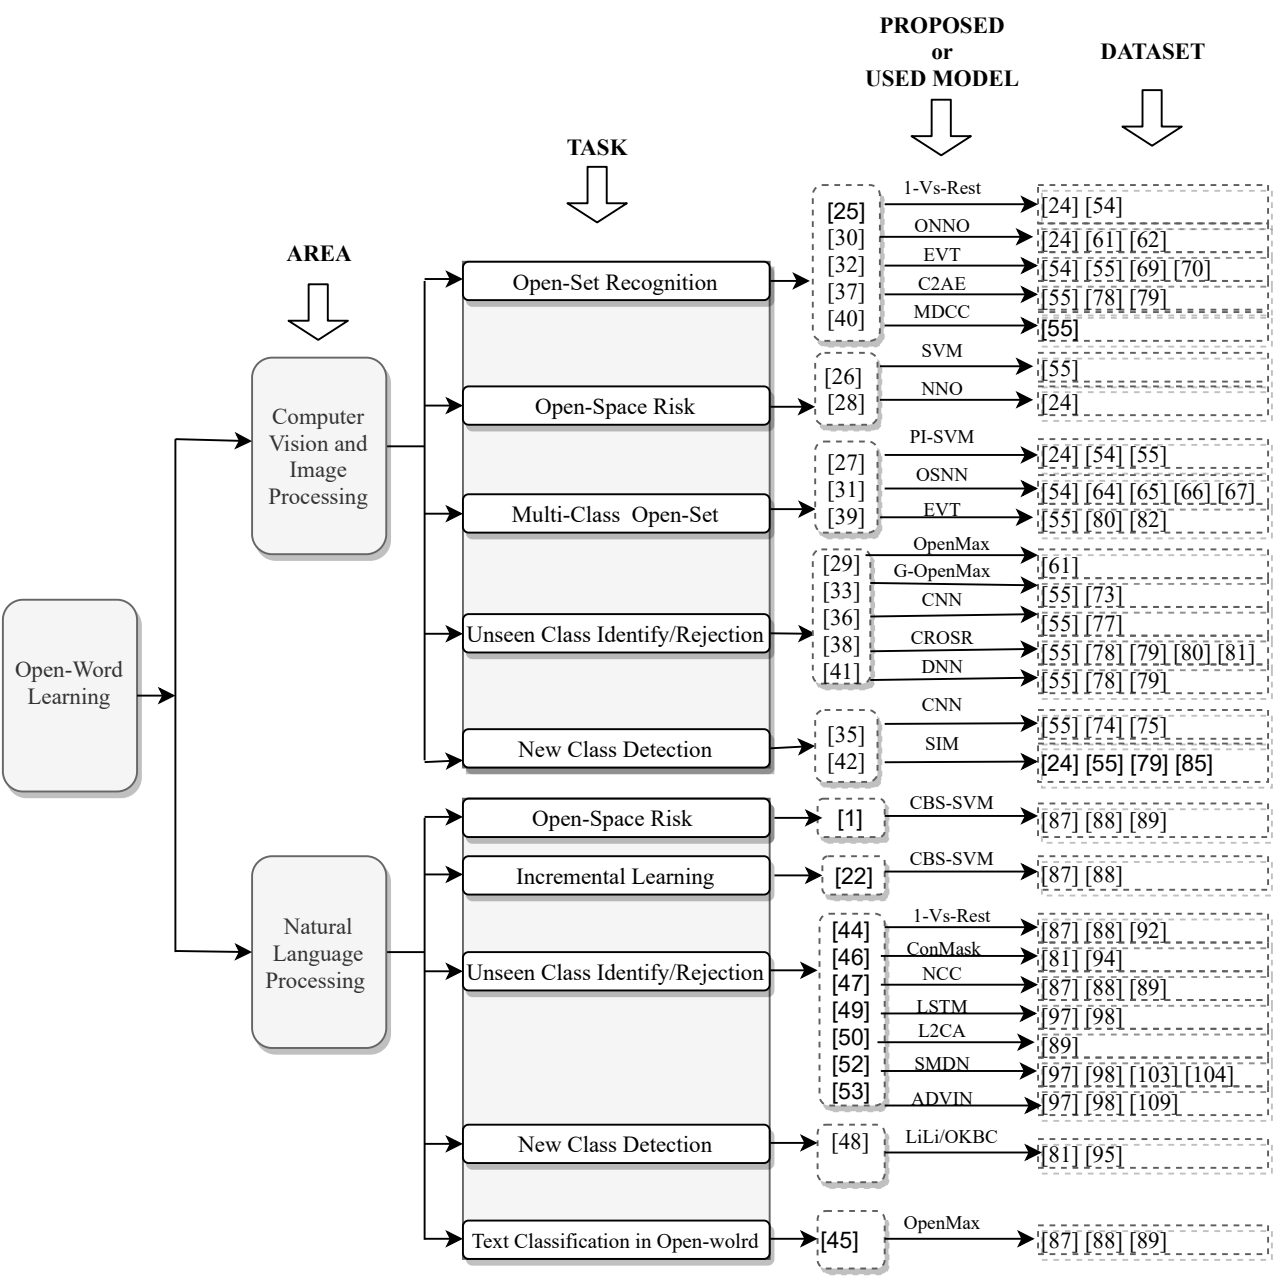 PROPOSED
or
USED MODEL
DATASET
TASK
AREA
Open-Word
Learning
Computer
Vision and
Image
Processing
Open-Set Recognition
[25]
[30]
[32]
[37]
[40]
1-Vs-Rest
[24] [54]
ONNO
[24] [61] [62]
EVT
[54] [55] [69] [70]
C2AE
[55] [78] [79]
MDCC
[55]
Open-Space Risk
[26]
[28]
SVM
[55]
NNO
[24]
Multi-Class Open-Set
[27]
[31]
[39]
PI-SVM
[24] [54] [55]
OSNN
[54] [64] [65] [66] [67]
EVT
[55] [80] [82]
Unseen Class Identify/Rejection
[29]
[33]
[36]
[38]
[41]
OpenMax
[61]
G-OpenMax
[55] [73]
CNN
[55] [77]
CROSR
[55] [78] [79] [80] [81]
DNN
[55] [78] [79]
New Class Detection
[35]
[42]
CNN
[55] [74] [75]
SIM
[24] [55] [79] [85]
Natural
Language
Processing
Open-Space Risk
[1]
CBS-SVM
[87] [88] [89]
Incremental Learning
[22]
CBS-SVM
[87] [88]
Unseen Class Identify/Rejection
[44]
[46]
[47]
[49]
[50]
[52]
[53]
1-Vs-Rest
[87] [88] [92]
ConMask
[81] [94]
NCC
[87] [88] [89]
LSTM
[97] [98]
L2CA
[89]
SMDN
[97] [98] [103] [104]
ADVIN
[97] [98] [109]
New Class Detection
[48]
LiLi/OKBC
[81] [95]
Text Classification in Open-wolrd
[45]
OpenMax
[87] [88] [89]